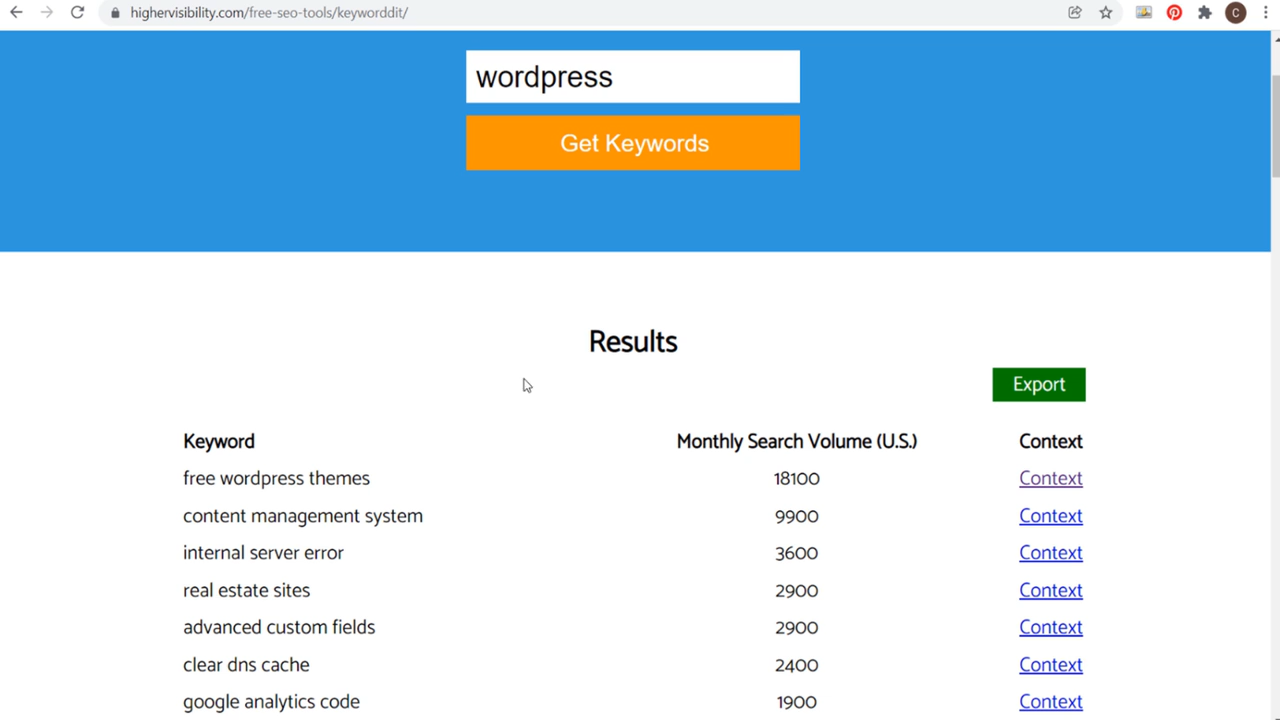 highervisibility.com/free-seo-tools/keyworddit/
C
wordpress
Get Keywords
Results
Export
Keyword Monthly Search Volume (U.S.) Context
free wordpress themes 18100 Context
content management system 9900 Context
internal server error 3600 Context
real estate sites 2900 Context
advanced custom fields 2900 Context
clear dns cache 2400 Context
google analytics code 1900 Context